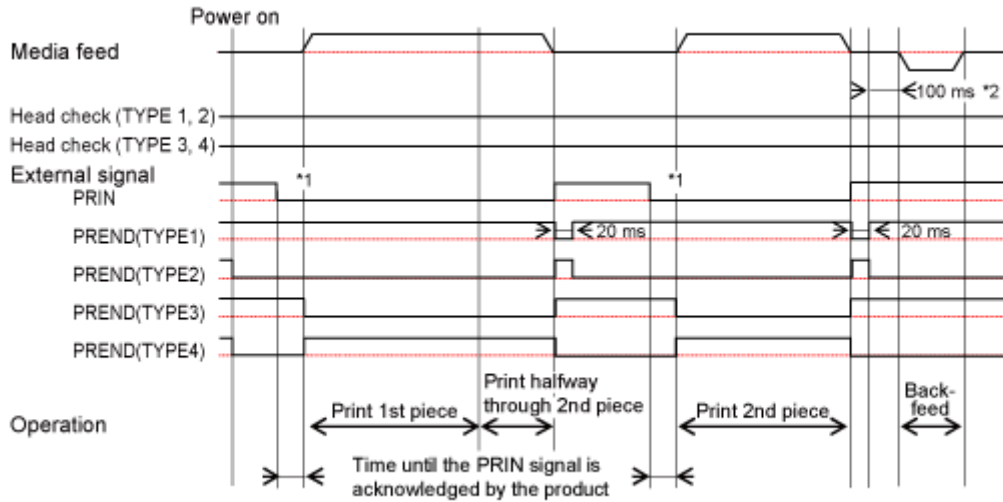 Power on
Media feed
100 ms *2
Head check (TYPE 1, 2)
Head check (TYPE 3, 4)
External signal
*1
*1
PRIN
PREND(TYPE1)
20 ms
20 ms
PREND(TYPE2)
PREND(TYPE3)
PREND(TYPE4)
Operation
Print 1st piece
Print halfway
through 2nd piece
Print 2nd piece
Back-
feed
Time until the PRIN signal is
acknowledged by the product